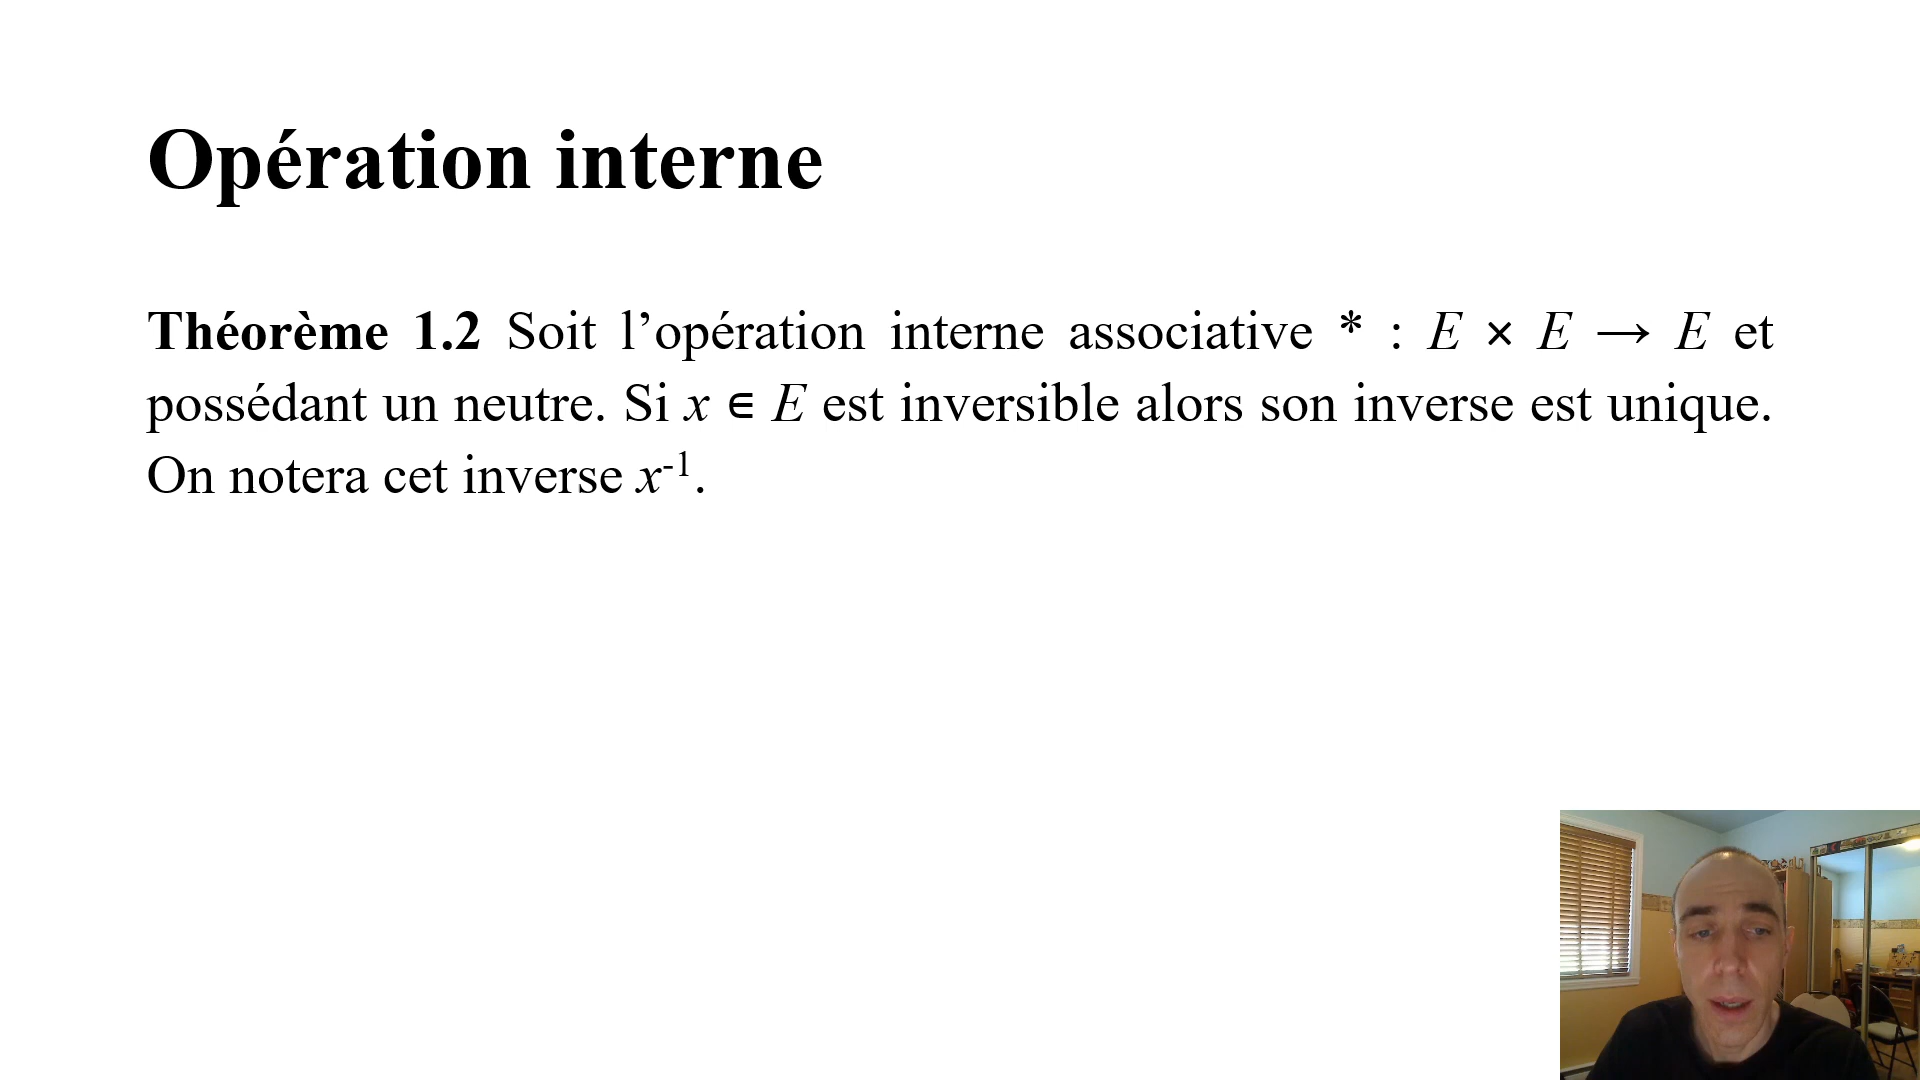 Opération interne
Théorème 1.2 Soit l’opération interne associative * : E × E → E et
possédant un neutre. Si x ∈ E est inversible alors son inverse est unique.
On notera cet inverse x⁻¹.